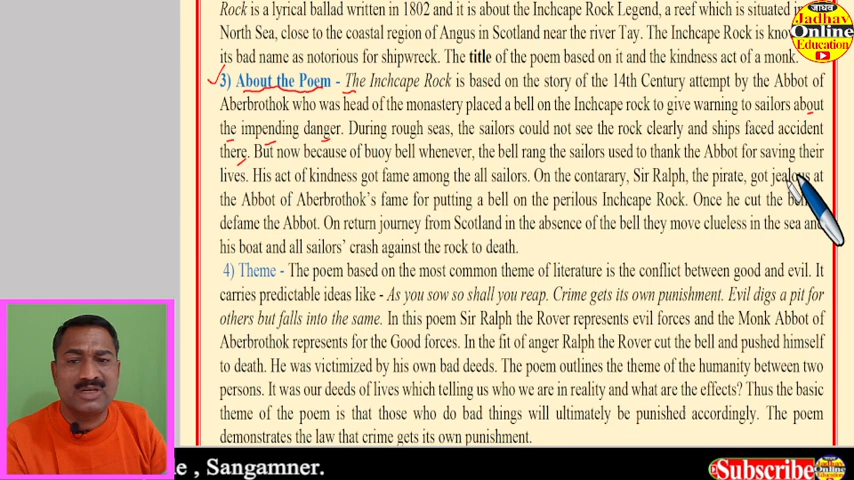 Rock is a lyrical ballad written in 1802 and it is about the Inchcape Rock Legend, a reef which is situated in
North Sea, close to the coastal region of Angus in Scotland near the river Tay. The Inchcape Rock is
its bad name as notorious for shipwreck. The title of the poem based on it and the kindness act of a monk.
3) About the Poem - The Inchcape Rock is based on the story of the 14th Century attempt by the Abbot of
Aberbrothok who was head of the monastery placed a bell on the Inchcape rock to give warning to sailors about
the impending danger. During rough seas, the sailors could not see the rock clearly and ships faced accident
there. But now because of buoy bell whenever, the bell rang the sailors used to thank the Abbot for saving their
lives. His act of kindness got fame among the all sailors. On the contarary, Sir Ralph, the pirate, got jealous at
the Abbot of Aberbrothok's fame for putting a bell on the perilous Inchcape Rock. Once he cut the
defame the Abbot. On return journey from Scotland in the absence of the bell they move clueless in the sea and
his boat and all sailors' crash against the rock to death.
4) Theme - The poem based on the most common theme of literature is the conflict between good and evil. It
carries predictable ideas like - As you sow so shall you reap. Crime gets its own punishment. Evil digs a pit for
others but falls into the same. In this poem Sir Ralph the Rover represents evil forces and the Monk Abbot of
Aberbrothok represents for the Good forces. In the fit of anger Ralph the Rover cut the bell and pushed himself
to death. He was victimized by his own bad deeds. The poem outlines the theme of the humanity between two
persons. It was our deeds of lives which telling us who we are in reality and what are the effects? Thus the basic
theme of the poem is that those who do bad things will ultimately be punished accordingly. The poem
demonstrates the law that crime gets its own punishment.
जाधव
Jadhav
Online
Education
, Sangamner.
Subscribe
Jadhav
Online
Education